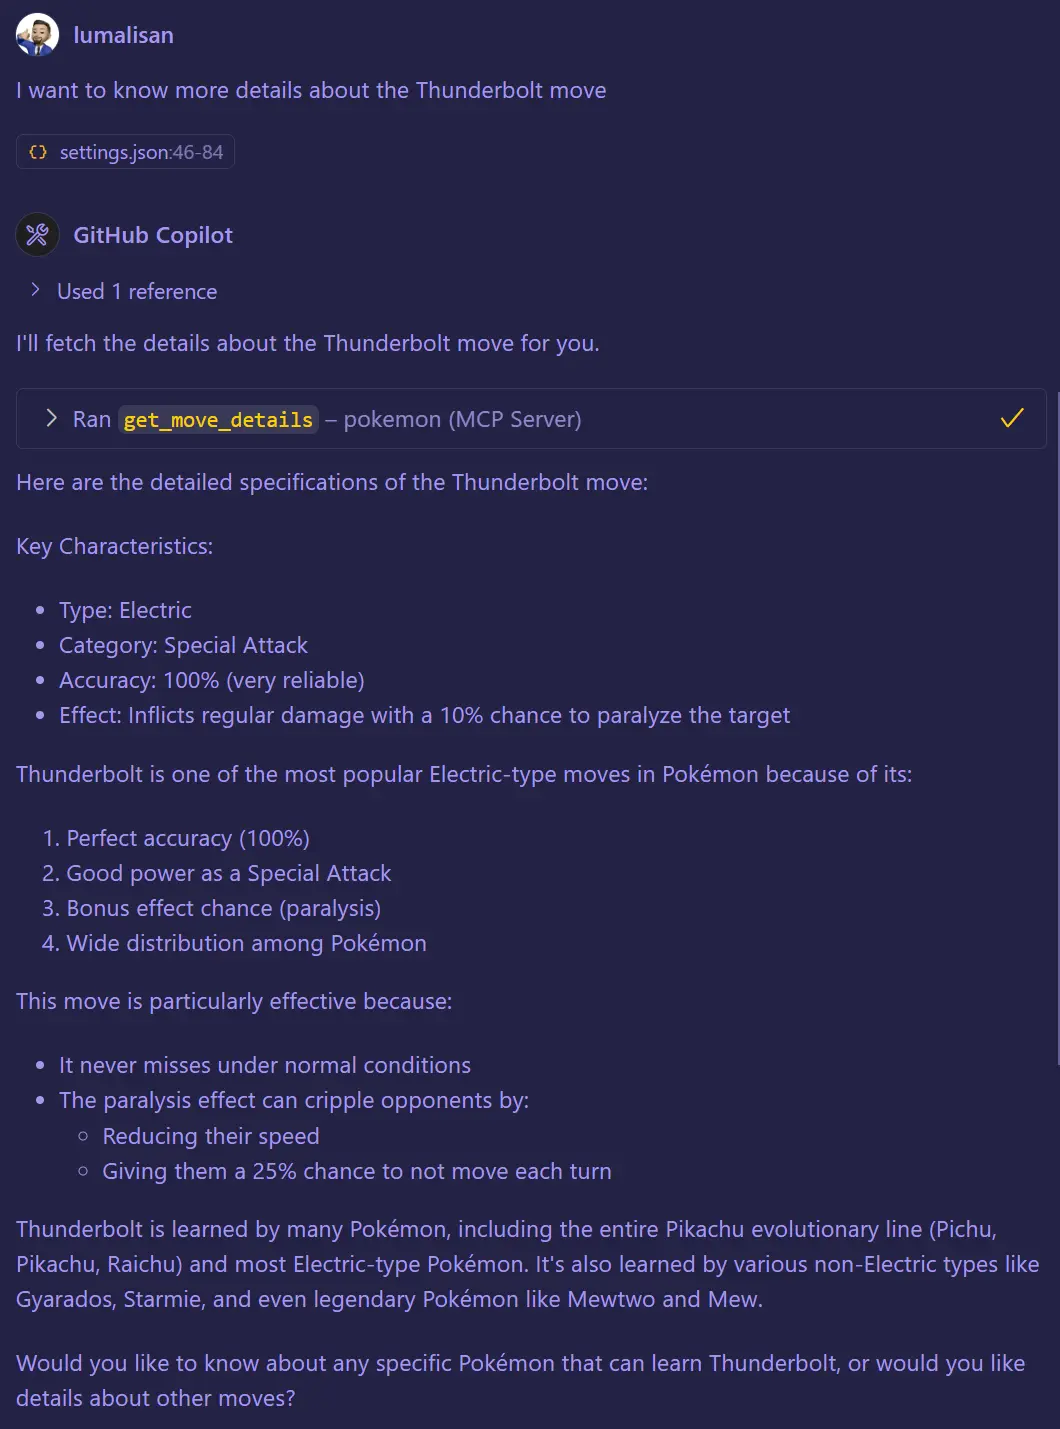 lumalisan
I want to know more details about the Thunderbolt move
{} settings.json:46-84
GitHub Copilot
Used 1 reference
I'll fetch the details about the Thunderbolt move for you.
Ran get_move_details – pokemon (MCP Server)
Here are the detailed specifications of the Thunderbolt move:
Key Characteristics:
• Type: Electric
• Category: Special Attack
• Accuracy: 100% (very reliable)
• Effect: Inflicts regular damage with a 10% chance to paralyze the target
Thunderbolt is one of the most popular Electric-type moves in Pokémon because of its:
1. Perfect accuracy (100%)
2. Good power as a Special Attack
3. Bonus effect chance (paralysis)
4. Wide distribution among Pokémon
This move is particularly effective because:
• It never misses under normal conditions
• The paralysis effect can cripple opponents by:
○ Reducing their speed
○ Giving them a 25% chance to not move each turn
Thunderbolt is learned by many Pokémon, including the entire Pikachu evolutionary line (Pichu,
Pikachu, Raichu) and most Electric-type Pokémon. It's also learned by various non-Electric types like
Gyarados, Starmie, and even legendary Pokémon like Mewtwo and Mew.
Would you like to know about any specific Pokémon that can learn Thunderbolt, or would you like
details about other moves?